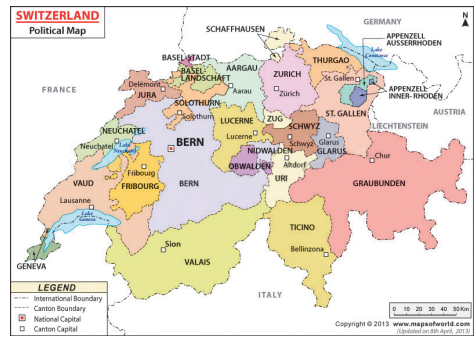 SWITZERLAND
Political Map
N
SCHAFFHAUSEN
GERMANY
APPENZELL
AUSSERRHODEN
BASEL-STADT
BASEL-
LANDSCHAFT
AARGAU
Aarau
THURGAO
Lake
Constance
ZURICH
Zürich
St. Gallen
APPENZELL
INNER-RHODEN
FRANCE
Delémont
JURA
SOLOTHURN
Solothurn
LUCERNE
Lucerne
ZUG
SCHWYZ
Schwyz
ST. GALLEN
AUSTRIA
LIECHTENSTEIN
NEUCHATEL
Neuchatel
Lake
Neuchatel
BERN
BERN
NIDWALDEN
OBWALDEN
Altdorf
URI
Glarus
GLARUS
Chur
GRAUBUNDEN
Fribourg
FRIBOURG
VAUD
Lausanne
Lake
Geneva
GENEVA
Sion
VALAIS
TICINO
Bellinzona
ITALY
LEGEND
International Boundary
Canton Boundary
National Capital
Canton Capital
0 10 20 30 40 50 Km
Copyright © 2013 www.mapsofworld.com
(Updated on 8th April, 2013)